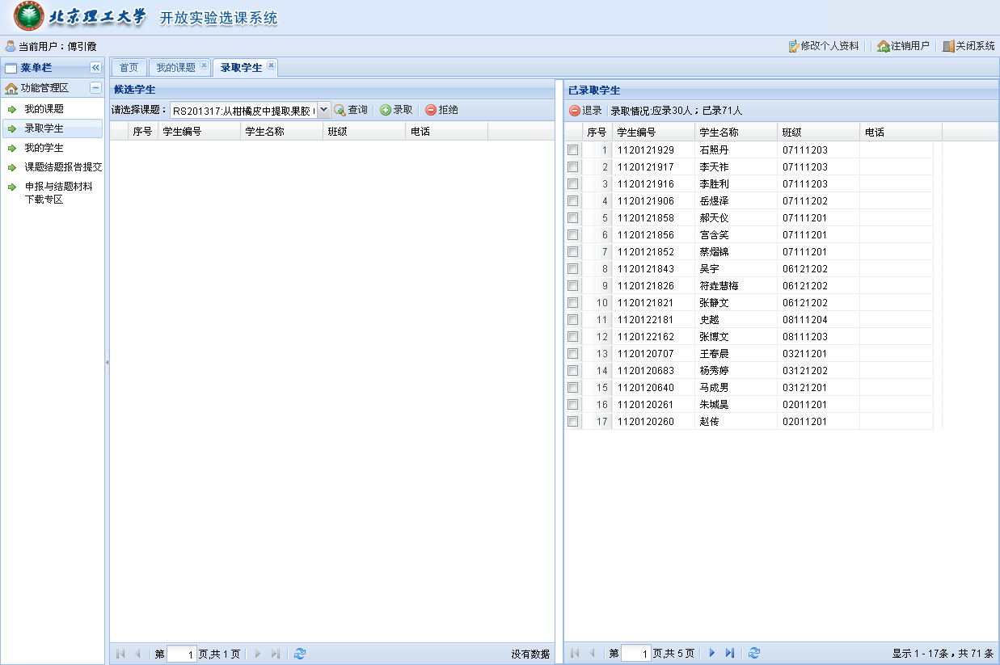 北京理工大学 开放实验选课系统
当前用户：傅引霞 修改个人资料 注销用户 关闭系统
菜单栏
功能管理区
我的课题
录取学生
我的学生
课题结题报告提交
申报与结题材料
下载专区
首页 我的课题 录取学生
候选学生
请选择课题： RS201317:从柑橘皮中提取果胶 查询 录取 拒绝
序号 学生编号 学生名称 班级 电话
第 1 页,共 1 页 没有数据
已录取学生
退录 录取情况:应录30人；已录71人
序号 学生编号 学生名称 班级 电话
1 1120121929 石照丹 07111203
2 1120121917 李天祚 07111203
3 1120121916 李胜利 07111203
4 1120121906 岳煜泽 07111202
5 1120121858 郝天仪 07111201
6 1120121856 宫含笑 07111201
7 1120121852 蔡熠锦 07111201
8 1120121843 吴宇 06121202
9 1120121826 符垚慧梅 06121202
10 1120121821 张静文 06121202
11 1120122181 史越 08111204
12 1120122162 张博文 08111203
13 1120120707 王春晨 03211201
14 1120120683 杨秀婷 03121202
15 1120120640 马成男 03121201
16 1120120261 朱城昊 02011201
17 1120120260 赵传 02011201
第 1 页,共 5 页 显示 1 - 17条，共 71 条